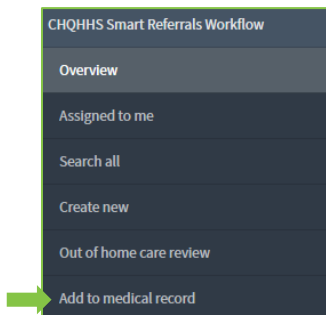 CHQHHS Smart Referrals Workflow
Overview
Assigned to me
Search all
Create new
Out of home care review
Add to medical record